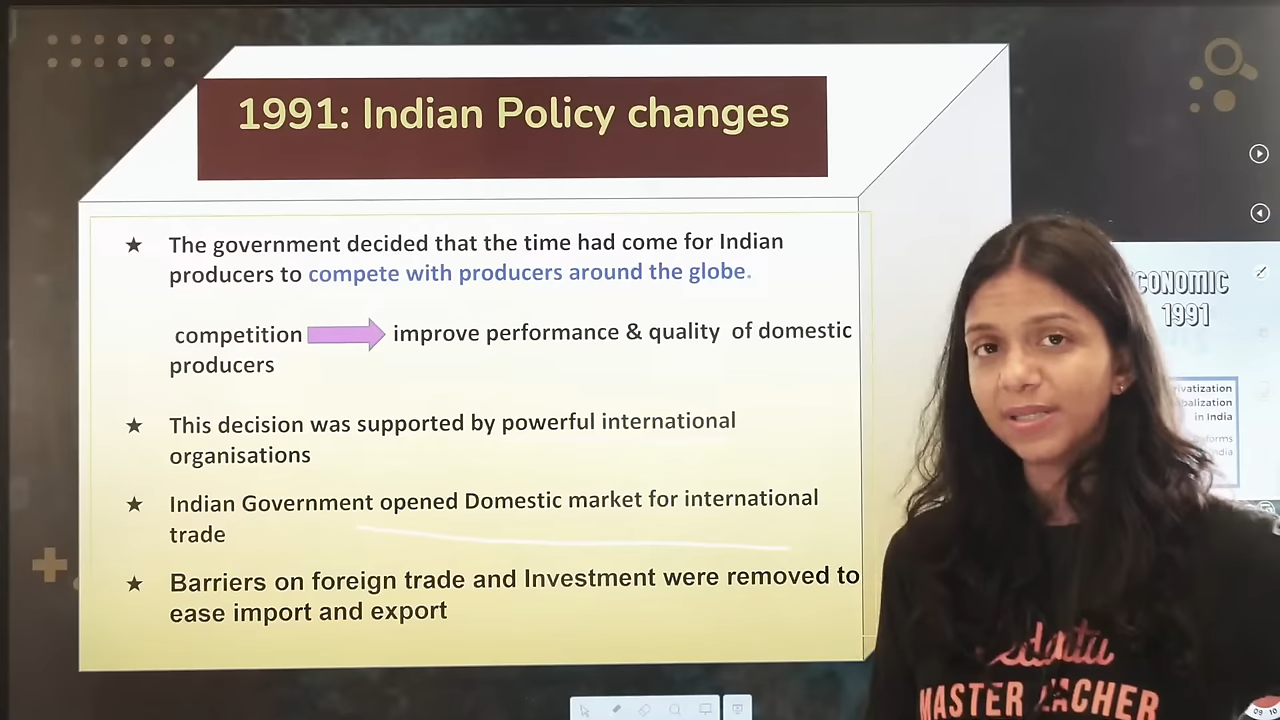 1991: Indian Policy changes
★ The government decided that the time had come for Indian
producers to compete with producers around the globe.
competition improve performance & quality of domestic
producers
★ This decision was supported by powerful international
organisations
★ Indian Government opened Domestic market for international
trade
★ Barriers on foreign trade and Investment were removed to
ease import and export
CONOMIC
1991
in India
MASTER